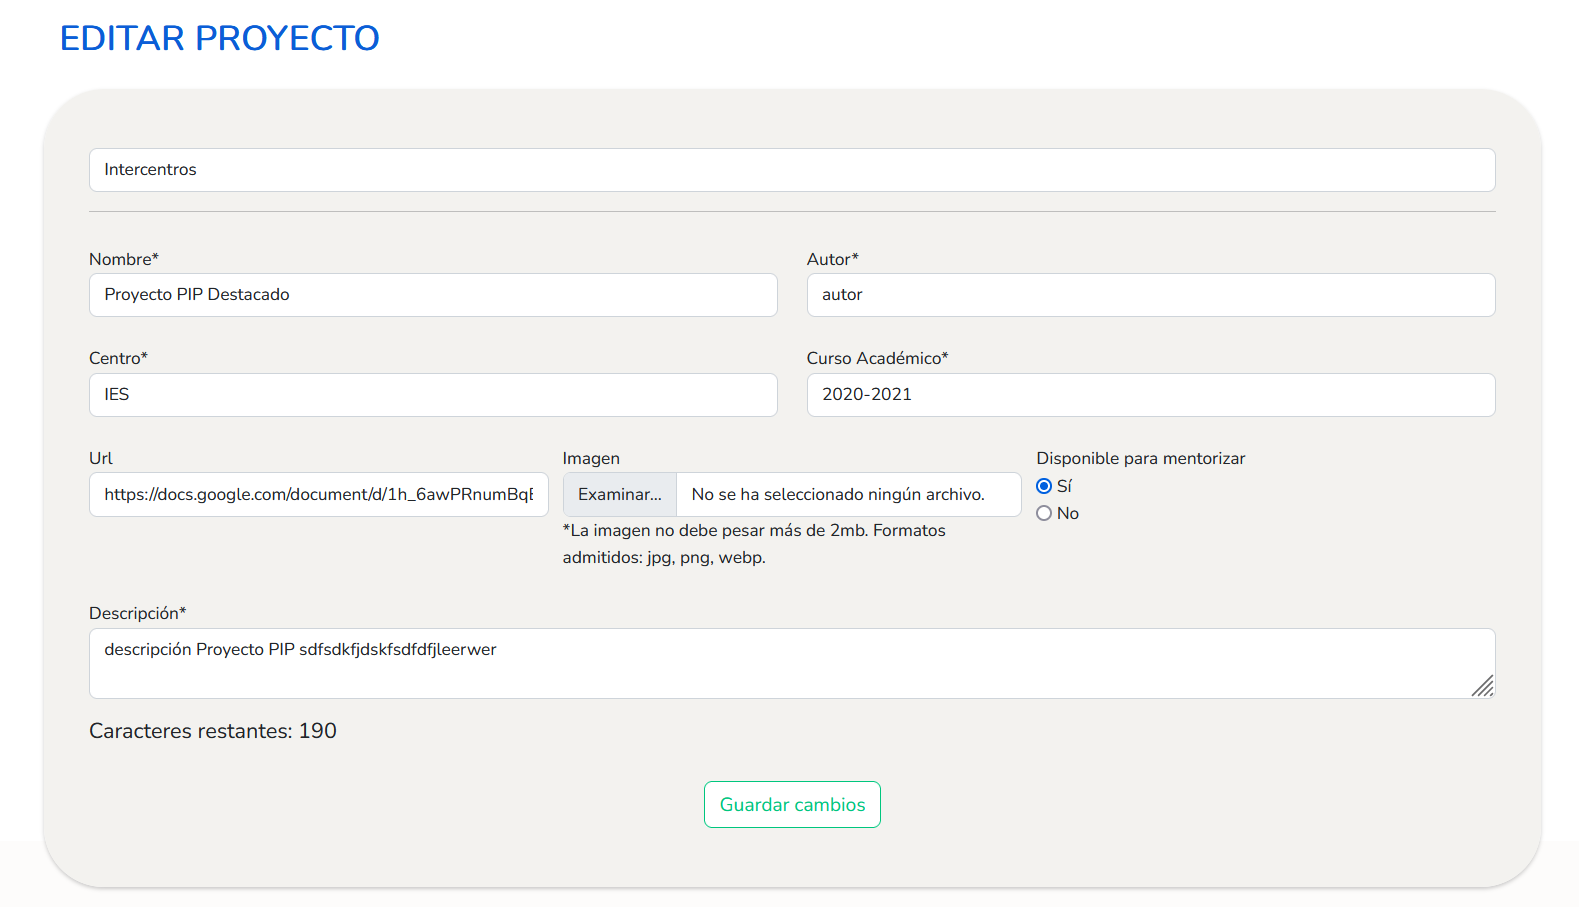 EDITAR PROYECTO
Intercentros
Nombre*
Autor*
Proyecto PIP Destacado
autor
Centro*
Curso Académico*
IES
2020-2021
Url
Imagen
Disponible para mentorizar
https://docs.google.com/document/d/1h_6awPRnumBqE
Examinar... No se ha seleccionado ningún archivo.
Sí
No
*La imagen no debe pesar más de 2mb. Formatos
admitidos: jpg, png, webp.
Descripción*
descripción Proyecto PIP sdfsdkfjdskfsdfdfjleerwer
Caracteres restantes: 190
Guardar cambios